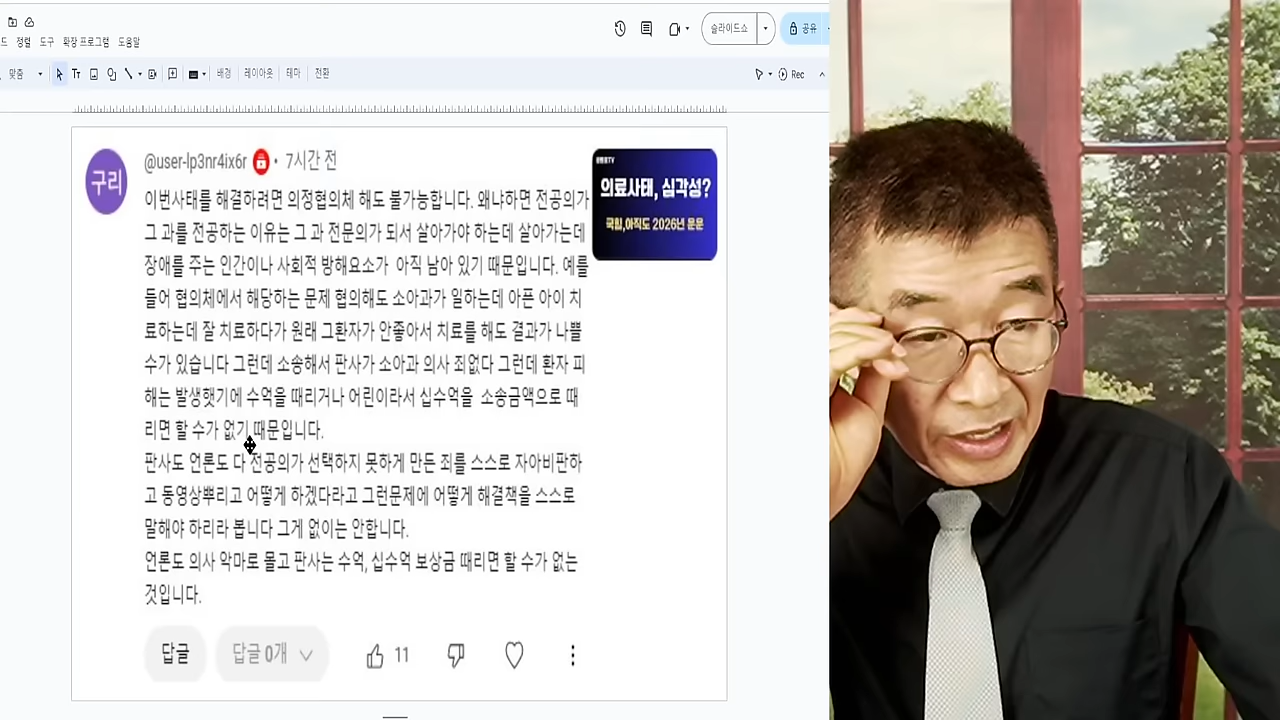 드 정렬 도구 확장 프로그램 도움말
슬라이드쇼
공유
맞춤
Tт
배경 레이아웃 테마 전환
Rec
구리
@user-lp3nr4ix6r · 7시간 전
이번사태를 해결하려면 의정협의체 해도 불가능합니다. 왜냐하면 전공의가
그 과를 전공하는 이유는 그 과 전문의가 되서 살아가야 하는데 살아가는데
장애를 주는 인간이나 사회적 방해요소가 아직 남아 있기 때문입니다. 예를
들어 협의체에서 해당하는 문제 협의해도 소아과가 일하는데 아픈 아이 치
료하는데 잘 치료하다가 원래 그환자가 안좋아서 치료를 해도 결과가 나쁠
수가 있습니다 그런데 소송해서 판사가 소아과 의사 죄없다 그런데 환자 피
해는 발생했기에 수억을 때리거나 어린이라서 십수억을 소송금액으로 때
리면 할 수가 없기 때문입니다.
판사도 언론도 다 전공의가 선택하지 못하게 만든 죄를 스스로 자아비판하
고 동영상뿌리고 어떻게 하겠다라고 그런문제에 어떻게 해결책을 스스로
말해야 하리라 봅니다 그게 없이는 안합니다.
언론도 의사 악마로 몰고 판사는 수억, 십수억 보상금 때리면 할 수가 없는
것입니다.
의료사태, 심각성?
국힘,아직도 2026년 운운
답글 답글 0개 11